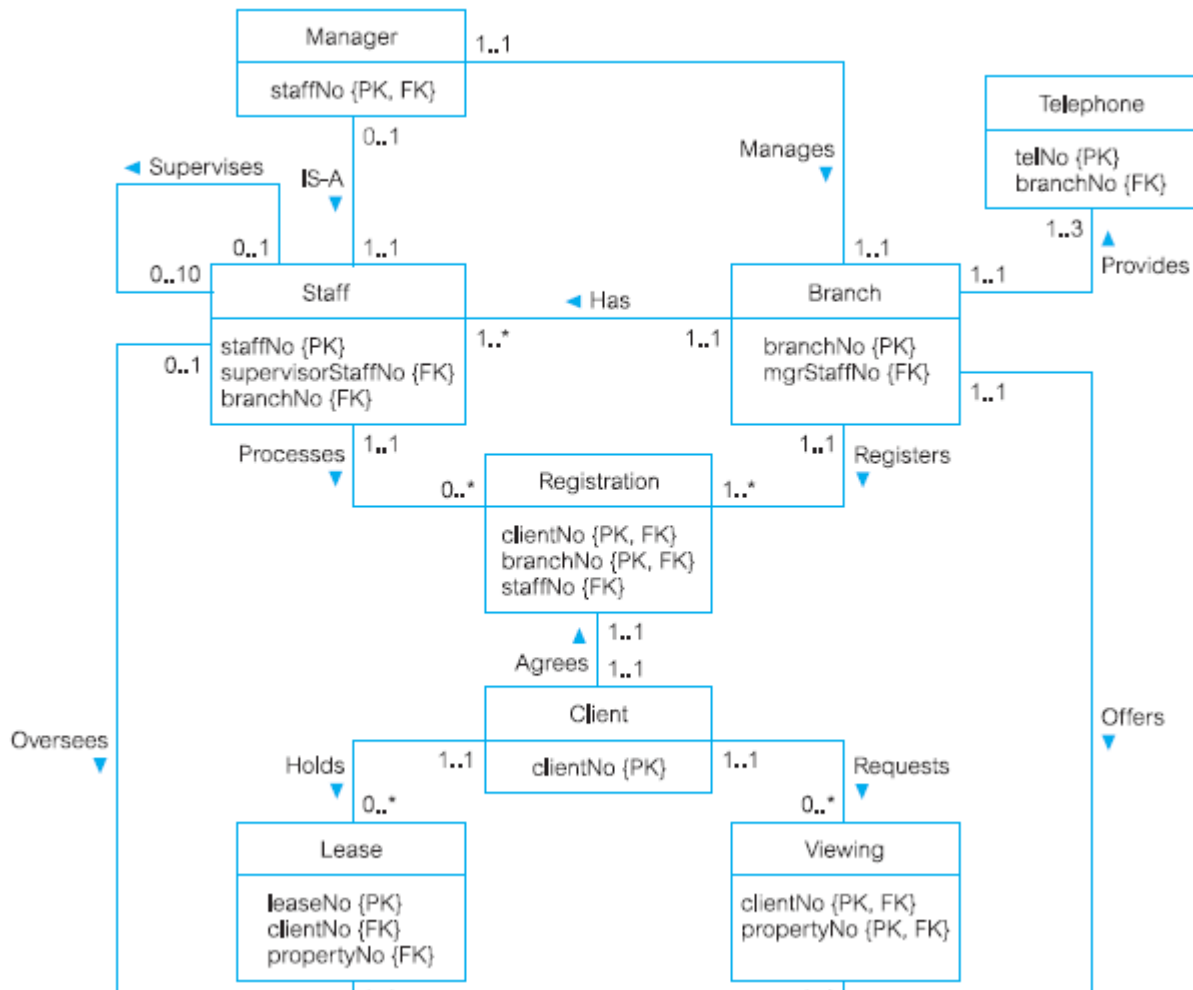 Manager
staffNo {PK, FK}
1..1
Telephone
telNo {PK}
branchNo {FK}
0..1
IS-A
Manages
Supervises
1..3
Provides
0..1
0..10
1..1
1..1
1..1
Staff
staffNo {PK}
supervisorStaffNo {FK}
branchNo {FK}
Has
1..*
1..1
Branch
branchNo {PK}
mgrStaffNo {FK}
0..1
1..1
Processes
1..1
0..*
1..1
Registers
1..*
Registration
clientNo {PK, FK}
branchNo {PK, FK}
staffNo {FK}
1..1
Agrees
1..1
Client
clientNo {PK}
Oversees
Offers
Holds
1..1
1..1
Requests
0..*
0..*
Lease
leaseNo {PK}
clientNo {FK}
propertyNo {FK}
Viewing
clientNo {PK, FK}
propertyNo {PK, FK}